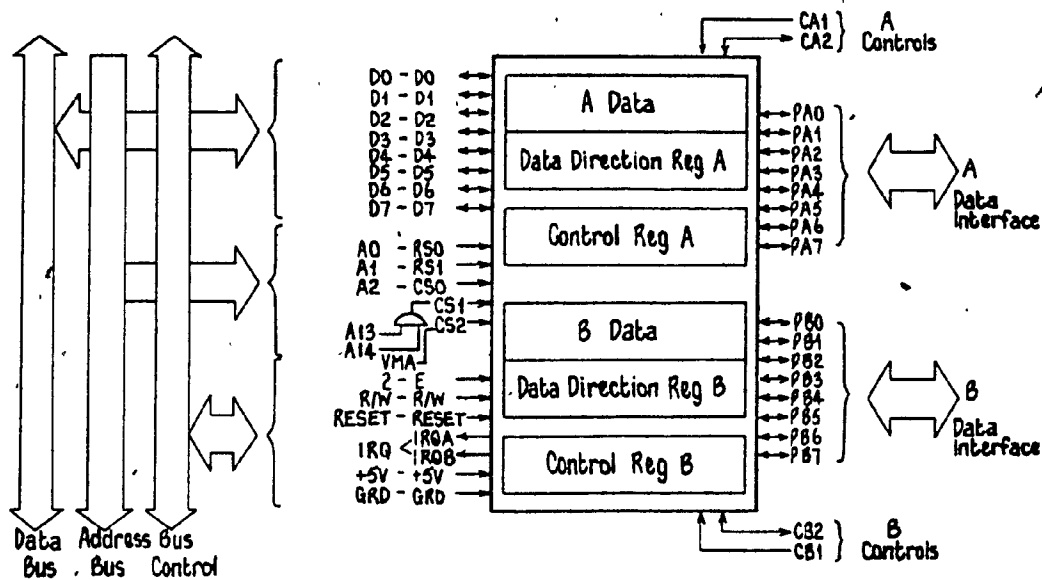 CA1
CA2
A
Controls
D0 - D0
D1 - D1
D2 - D2
D3 - D3
D4 - D4
D5 - D5
D6 - D6
D7 - D7
A0 - RS0
A1 - RS1
A2 - CS0
CS1
A13
CS2
A14
VMA
2 - E
R/W - R/W
RESET - RESET
IRQ
IRQA
IRQB
+5V - +5V
GRD - GRD
A Data
Data Direction Reg A
Control Reg A
B Data
Data Direction Reg B
Control Reg B
PA0
PA1
PA2
PA3
PA4
PA5
PA6
PA7
A
Data
Interface
PB0
PB1
PB2
PB3
PB4
PB5
PB6
PB7
B
Data
Interface
CB2
CB1
B
Controls
Data
Bus
Address
Bus
Bus
Control